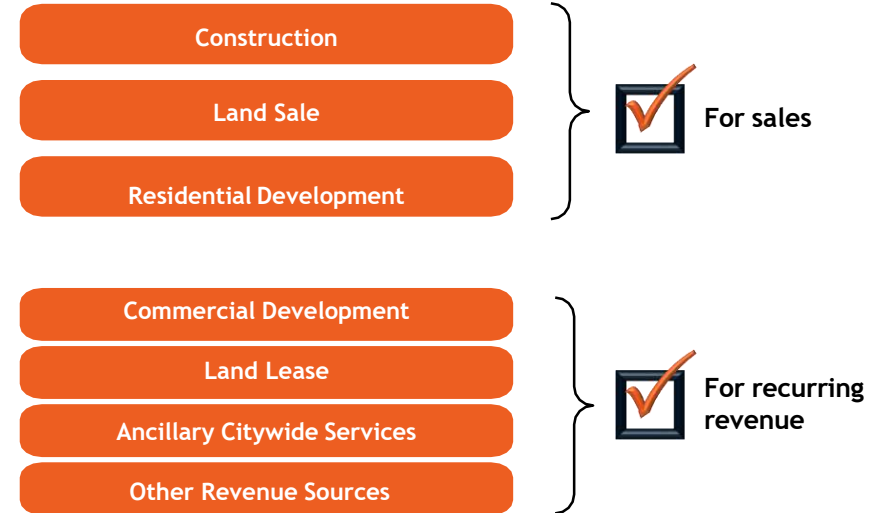 Construction
Land Sale
For sales
Residential Development
Commercial Development
Land Lease
For recurring
revenue
Ancillary Citywide Services
Other Revenue Sources